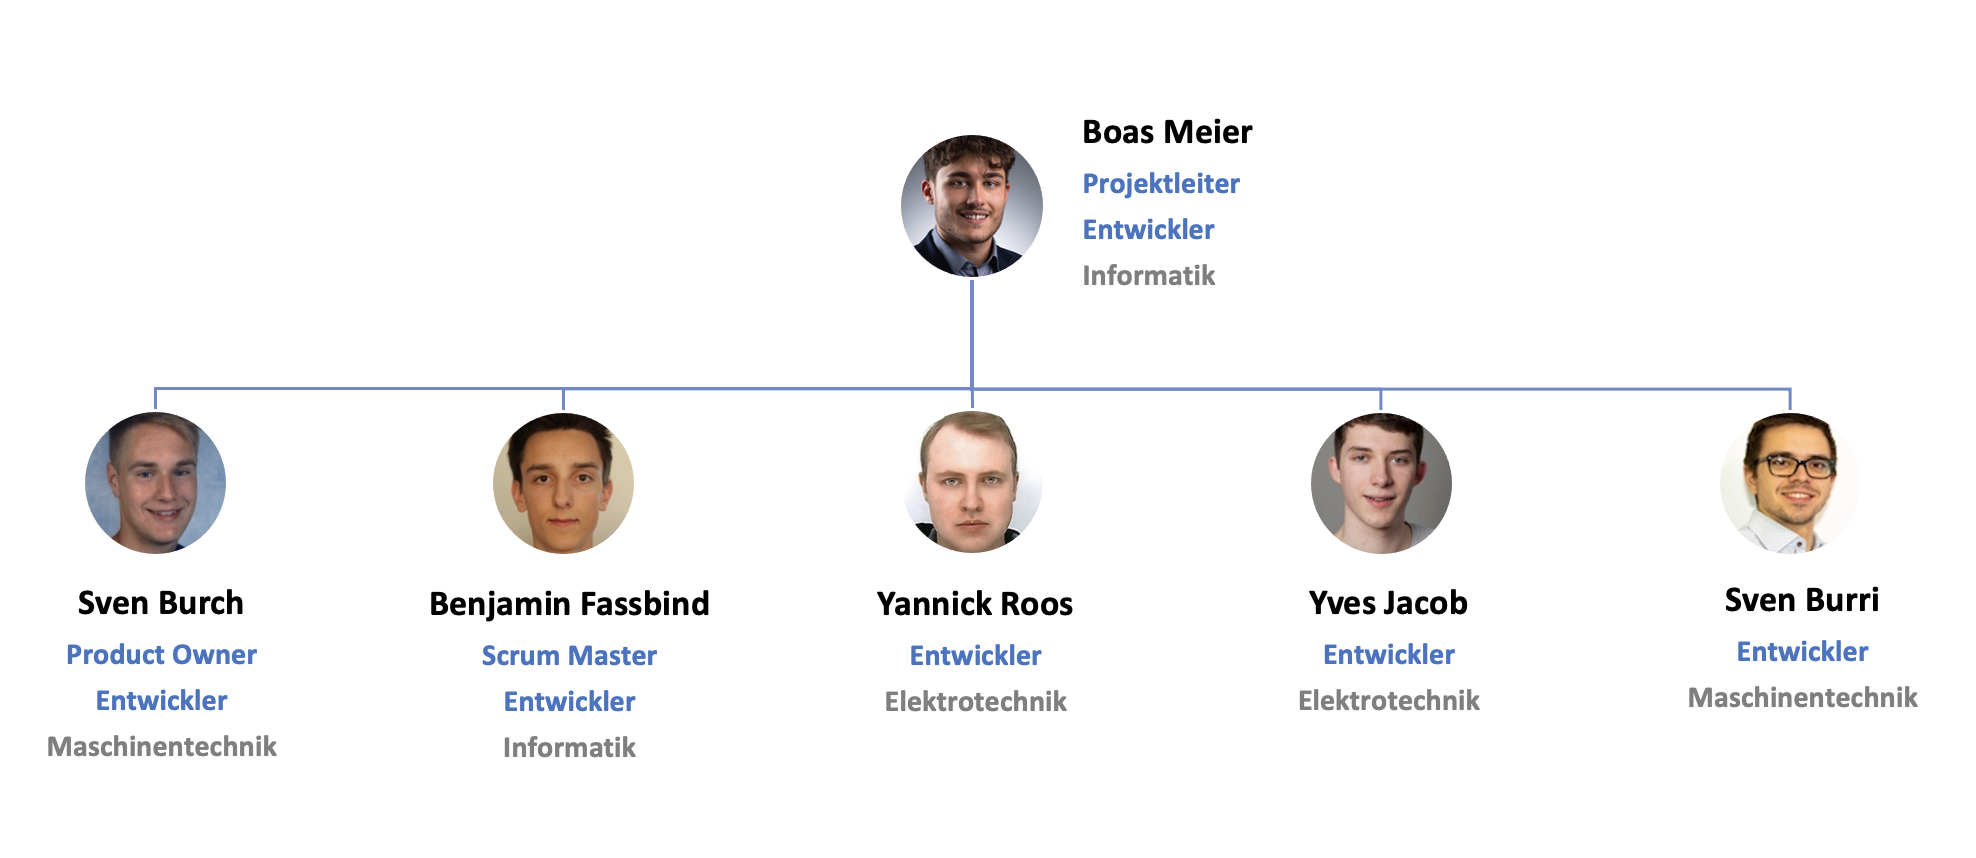 Boas Meier
Projektleiter
Entwickler
Informatik
Sven Burch
Product Owner
Entwickler
Maschinentechnik
Benjamin Fassbind
Scrum Master
Entwickler
Informatik
Yannick Roos
Entwickler
Elektrotechnik
Yves Jacob
Entwickler
Elektrotechnik
Sven Burri
Entwickler
Maschinentechnik